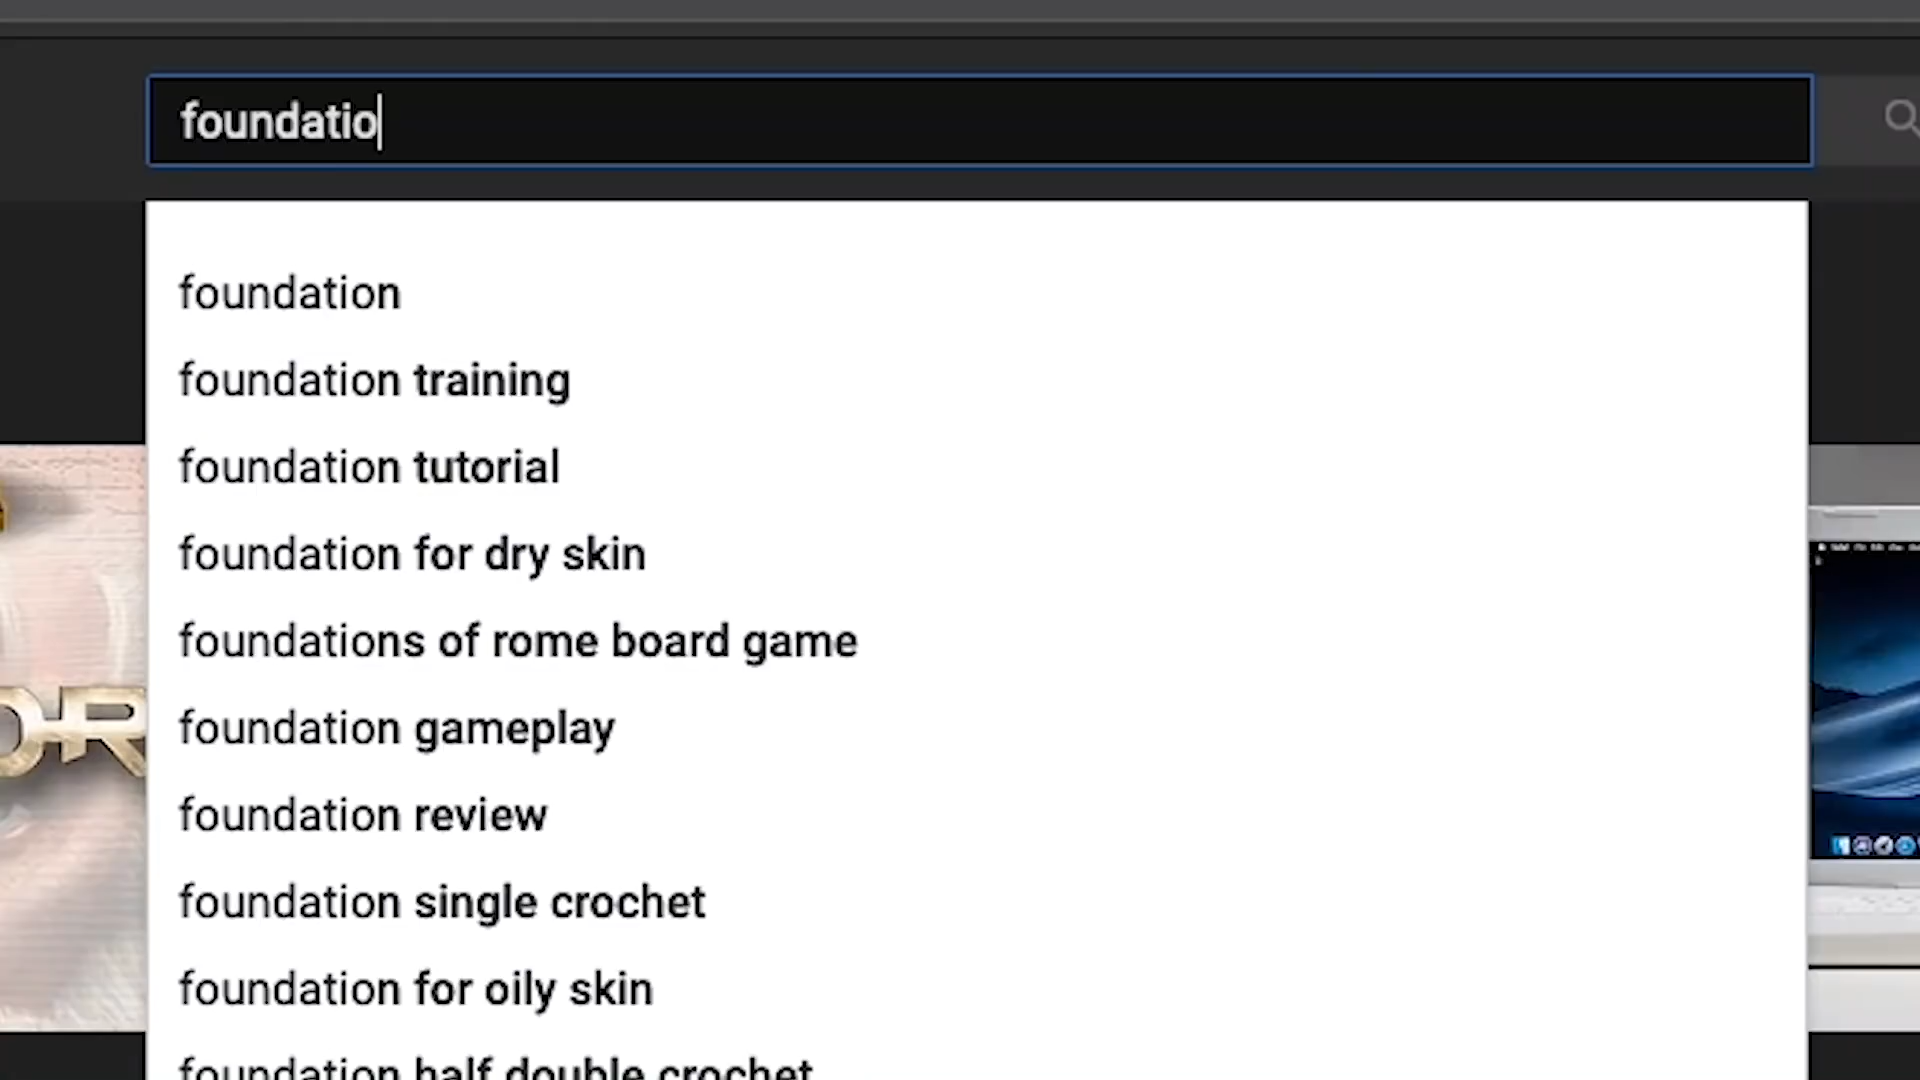 foundatio
foundation
foundation training
foundation tutorial
foundation for dry skin
foundations of rome board game
foundation gameplay
foundation review
foundation single crochet
foundation for oily skin
foundation half double crochet
OR